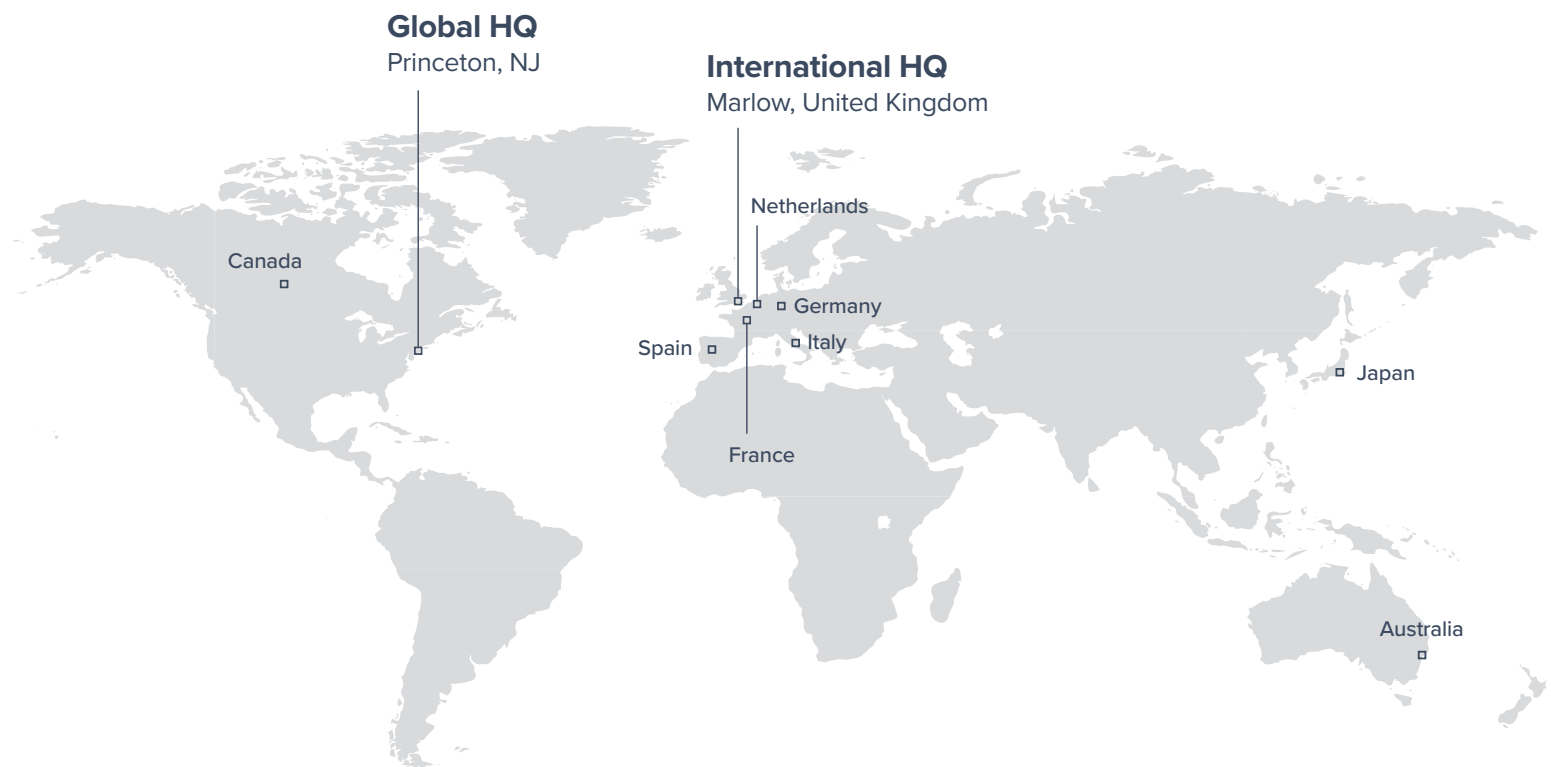 Global HQ
Princeton, NJ
International HQ
Marlow, United Kingdom
Netherlands
Canada
Germany
Italy
Spain
Japan
France
Australia